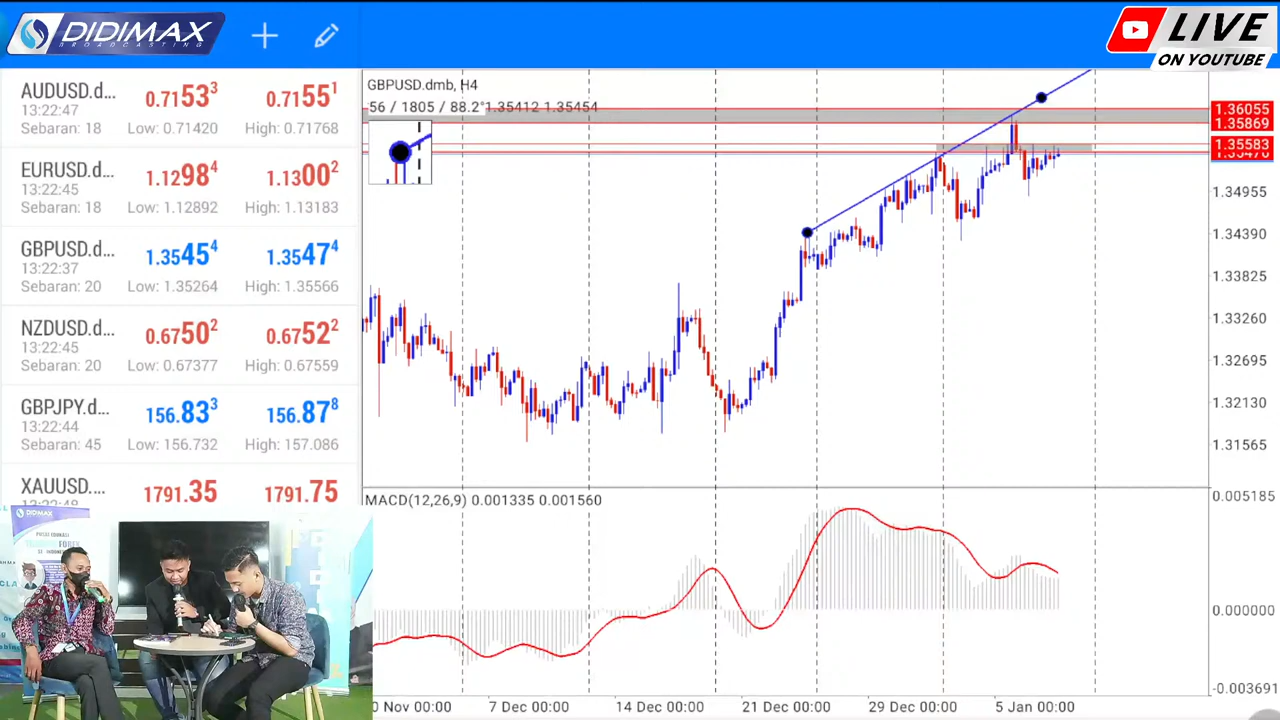 DIDIMAX
BROADCASTING
LIVE
ON YOUTUBE
AUDUSD.d...
13:22:47
Sebaran: 18
0.71533
Low: 0.71420
0.71551
High: 0.71768
EURUSD.d...
13:22:45
Sebaran: 18
1.12984
Low: 1.12892
1.13002
High: 1.13183
GBPUSD.d...
13:22:37
Sebaran: 20
1.35454
Low: 1.35264
1.35474
High: 1.35566
NZDUSD.d...
13:22:45
Sebaran: 20
0.67502
Low: 0.67377
0.67522
High: 0.67559
GBPJPY.d...
13:22:44
Sebaran: 45
156.833
Low: 156.732
156.878
High: 157.086
XAUUSD....
1791.35
1791.75
GBPUSD.dmb, H4
56 / 1805 / 88.2° 1.35412 1.35454
1.36055
1.35869
1.35583
1.34955
1.34390
1.33825
1.33260
1.32695
1.32130
1.31565
MACD(12,26,9) 0.001335 0.001560
0.005185
0.000000
-0.003691
0 Nov 00:00
7 Dec 00:00
14 Dec 00:00
21 Dec 00:00
29 Dec 00:00
5 Jan 00:00
DIDIMAX
PUSAT EDUKASI